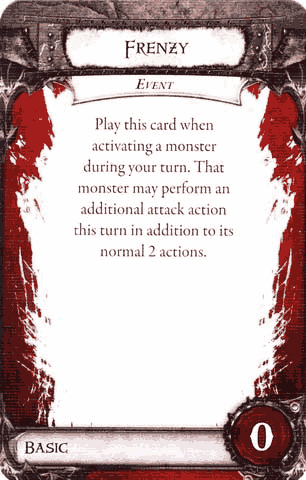 Frenzy
Event
Play this card when
activating a monster
during your turn. That
monster may perform an
additional attack action
this turn in addition to its
normal 2 actions.
Basic
0